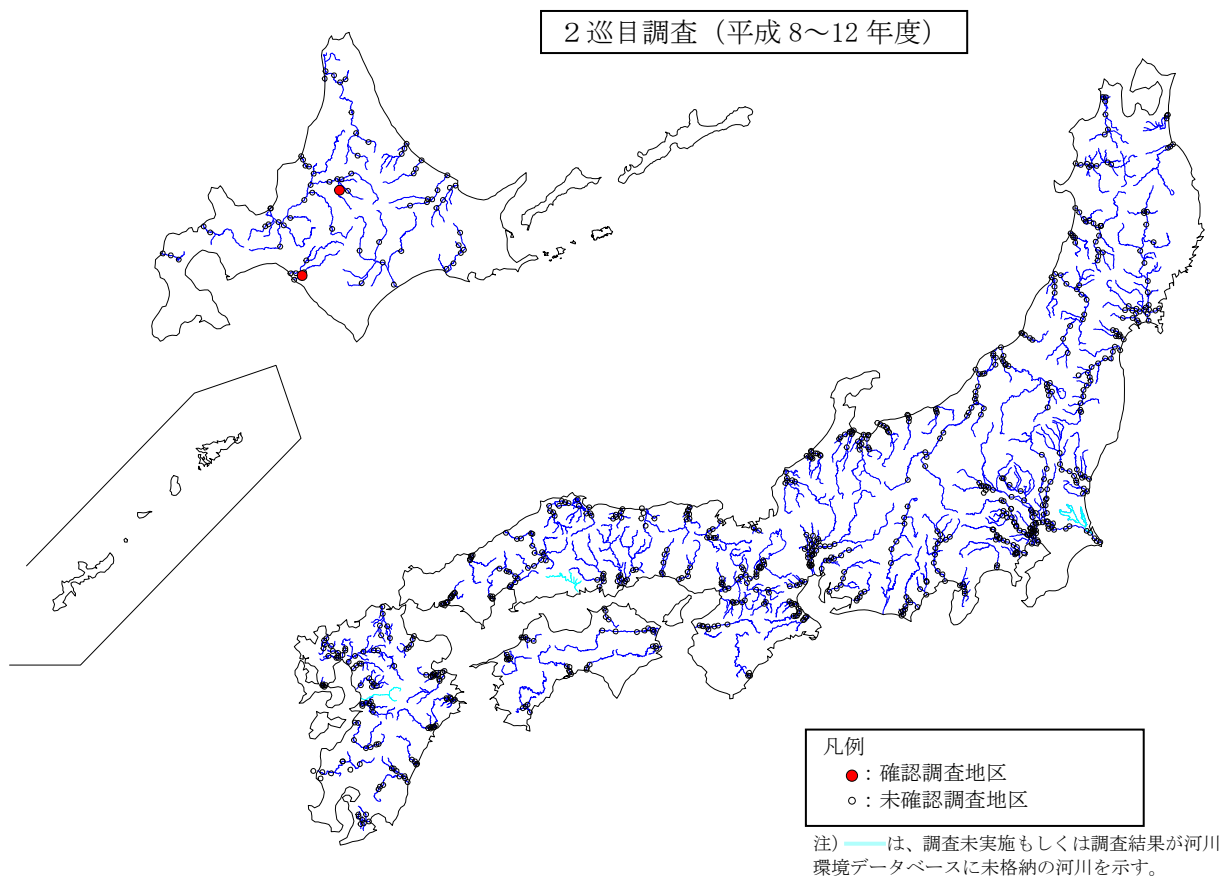 2巡目調査（平成 8～12 年度）
凡例
●：確認調査地区
○：未確認調査地区
注）――は、調査未実施もしくは調査結果が河川
環境データベースに未格納の河川を示す。